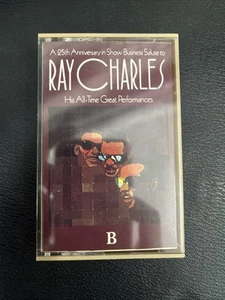 A 25th Anniversary in Show Business Salute to
RAY CHARLES
His All-Time Great Performances
B